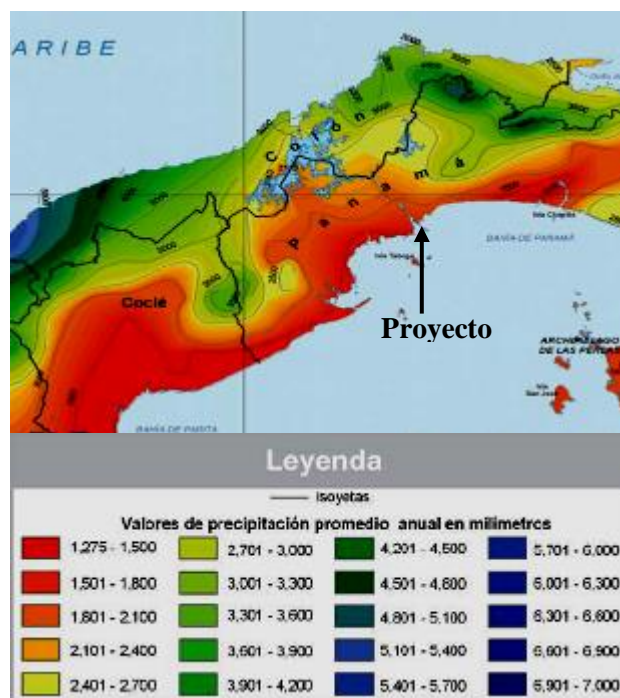 ARIBE
Colón
Panamá
Isla Chepillo
BAHÍA DE PANAMÁ
Isla Taboga
Coclé
Proyecto
ARCHIPIÉLAGO
DE LAS PERLAS
Isla
San José
BAHÍA DE PARITA
Leyenda
Isoyetas
Valores de precipitación promedio anual en milímetros
1,275 - 1,500 2,701 - 3,000 4,201 - 4,500 5,701 - 6,000
1,501 - 1,800 3,001 - 3,300 4,501 - 4,800 6,001 - 6,300
1,801 - 2,100 3,301 - 3,600 4,801 - 5,100 6,301 - 6,600
2,101 - 2,400 3,601 - 3,900 5,101 - 5,400 6,601 - 6,900
2,401 - 2,700 3,901 - 4,200 5,401 - 5,700 6,901 - 7,000